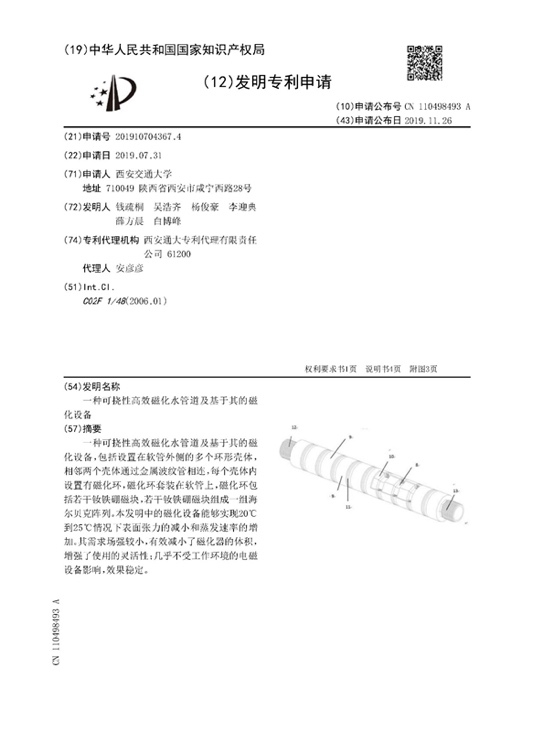 (19)中华人民共和国国家知识产权局
(12)发明专利申请
(10)申请公布号 CN 110498493 A
(43)申请公布日 2019.11.26
(21)申请号 201910704367.4
(22)申请日 2019.07.31
(71)申请人 西安交通大学
地址 710049 陕西省西安市咸宁西路28号
(72)发明人 钱疏桐 吴浩齐 杨俊豪 李迎典
薛方晨 白博峰
(74)专利代理机构 西安通大专利代理有限责任
公司 61200
代理人 安彦彦
(51)Int.Cl.
C02F 1/48(2006.01)
权利要求书1页 说明书4页 附图3页
(54)发明名称
一种可挠性高效磁化水管道及基于其的磁
化设备
(57)摘要
一种可挠性高效磁化水管道及基于其的磁
化设备,包括设置在软管外侧的多个环形壳体,
相邻两个壳体通过金属波纹管相连,每个壳体内
设置有磁化环,磁化环套装在软管上,磁化环包
括若干钕铁硼磁块,若干钕铁硼磁块组成一组海
尔贝克阵列。本发明中的磁化设备能够实现20℃
到25℃情况下表面张力的减小和蒸发速率的增
加。其需求场强较小,有效减小了磁化器的体积,
增强了使用的灵活性;几乎不受工作环境的电磁
设备影响,效果稳定。
CN 110498493 A